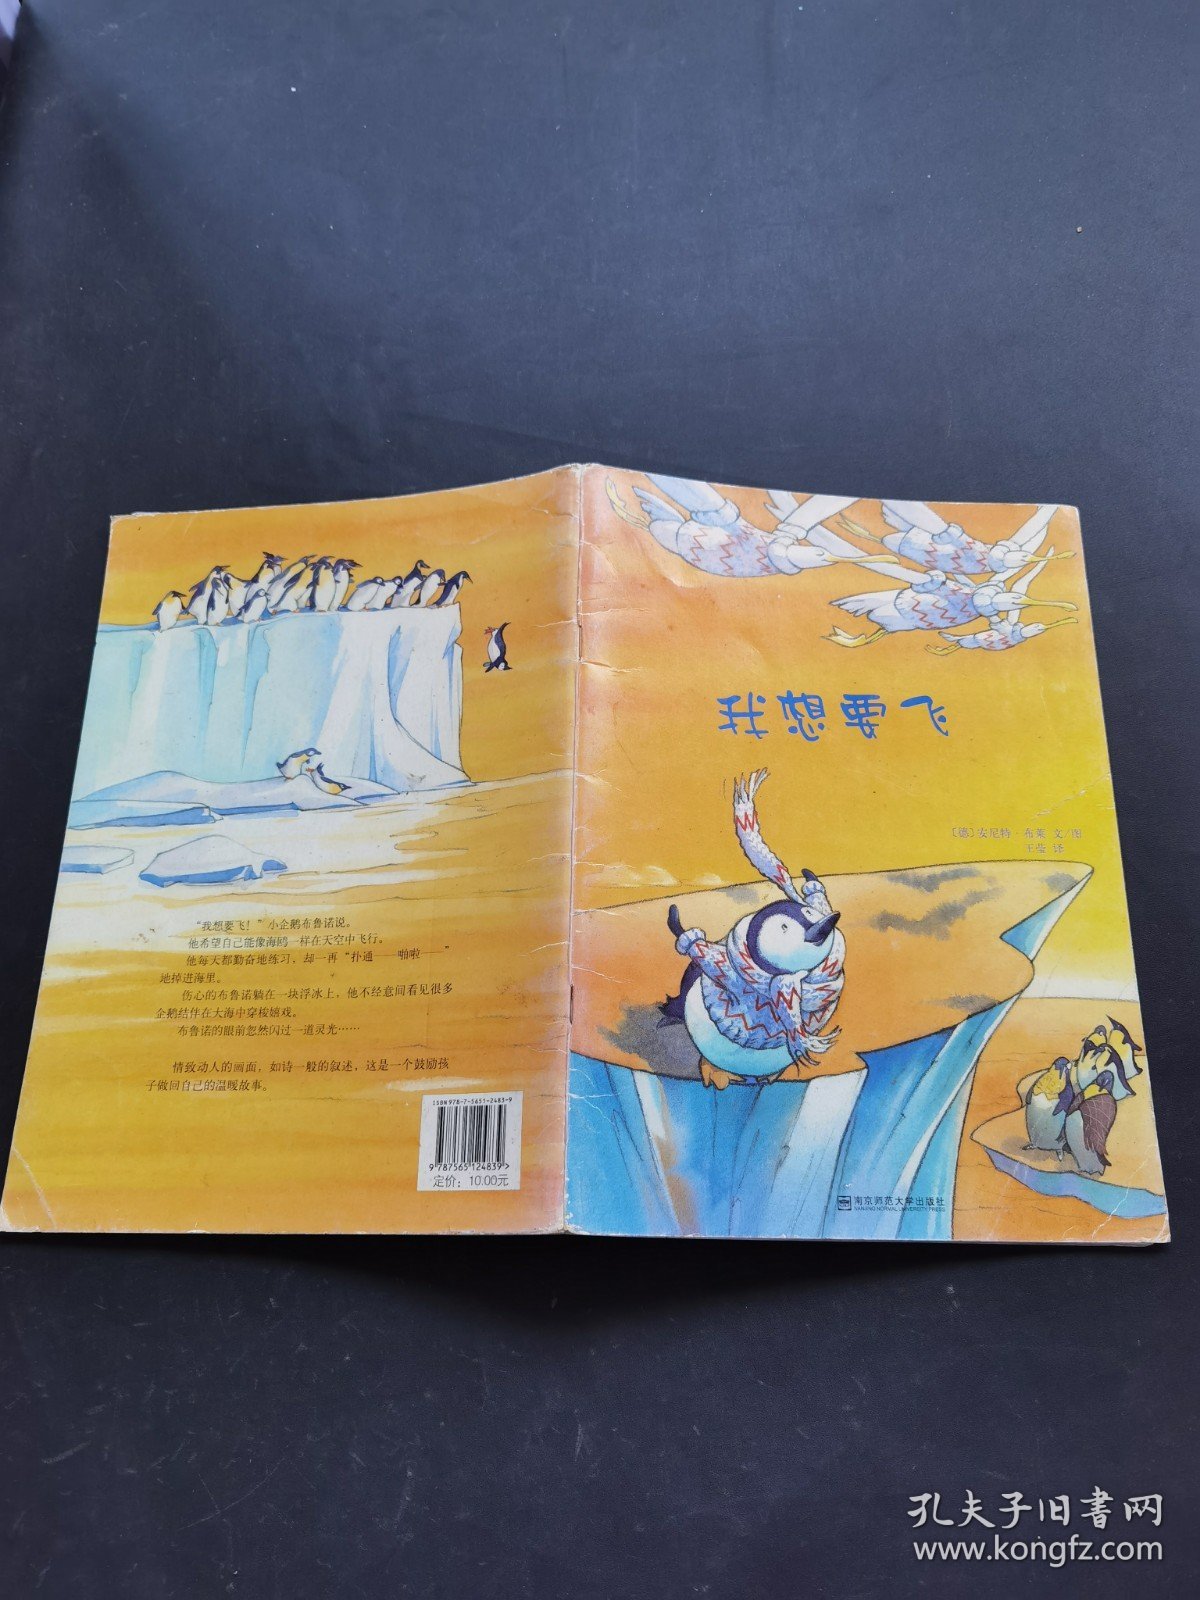 我想要飞
[德]安尼特·布莱 文/图
王莹 译
南京师范大学出版社
NANJING NORMAL UNIVERSITY PRESS
“我想要飞！”小企鹅布鲁诺说。
他希望自己能像海鸥一样在天空中飞行。
他每天都勤奋地练习，却一再“扑通——啪啦——”
地掉进海里。
伤心的布鲁诺躺在一块浮冰上，他不经意间看见很多
企鹅结伴在大海中穿梭嬉戏。
布鲁诺的眼前忽然闪过一道灵光……
情致动人的画面，如诗一般的叙述，这是一个鼓励孩
子做回自己的温暖故事。
ISBN 978-7-5651-2483-9
9 787565 124839>
定价：10.00元
孔夫子旧书网
www.kongfz.com